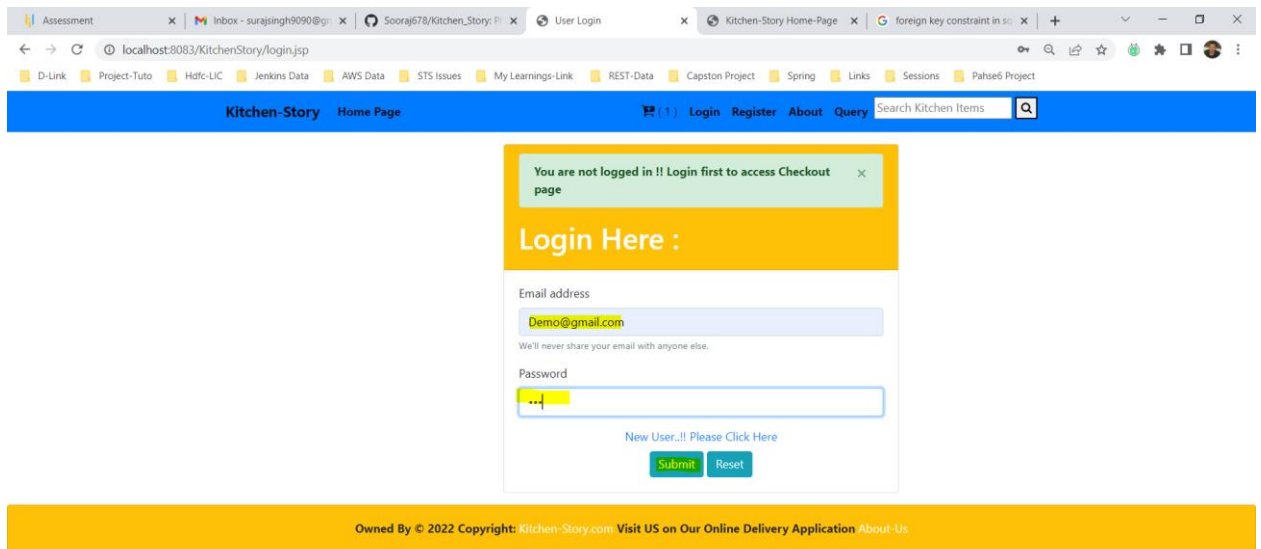 Assessment
Inbox - surajsingh9090@gm
Sooraj678/Kitchen_Story: Ph
User Login
Kitchen-Story Home-Page
foreign key constraint in sq
localhost:8083/KitchenStory/login.jsp
D-Link Project-Tuto Hdfc-LIC Jenkins Data AWS Data STS Issues My Learnings-Link REST-Data Capston Project Spring Links Sessions Pahse6 Project
Kitchen-Story Home Page (1) Login Register About Query Search Kitchen Items
You are not logged in !! Login first to access Checkout
page
Login Here :
Email address
Demo@gmail.com
We'll never share your email with anyone else.
Password
New User..!! Please Click Here
Submit Reset
Owned By © 2022 Copyright: Kitchen-Story.com Visit US on Our Online Delivery Application About-Us